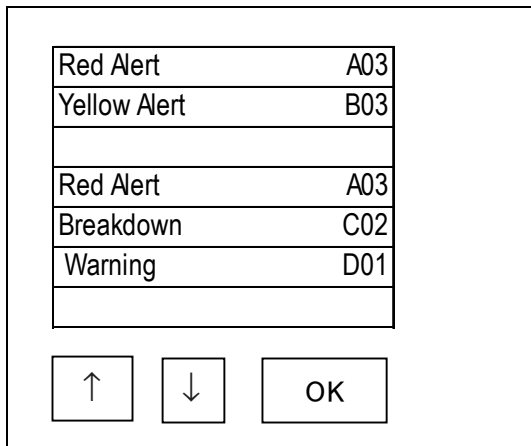 Red Alert A03
Yellow Alert B03
Red Alert A03
Breakdown C02
Warning D01
↑ ↓ OK